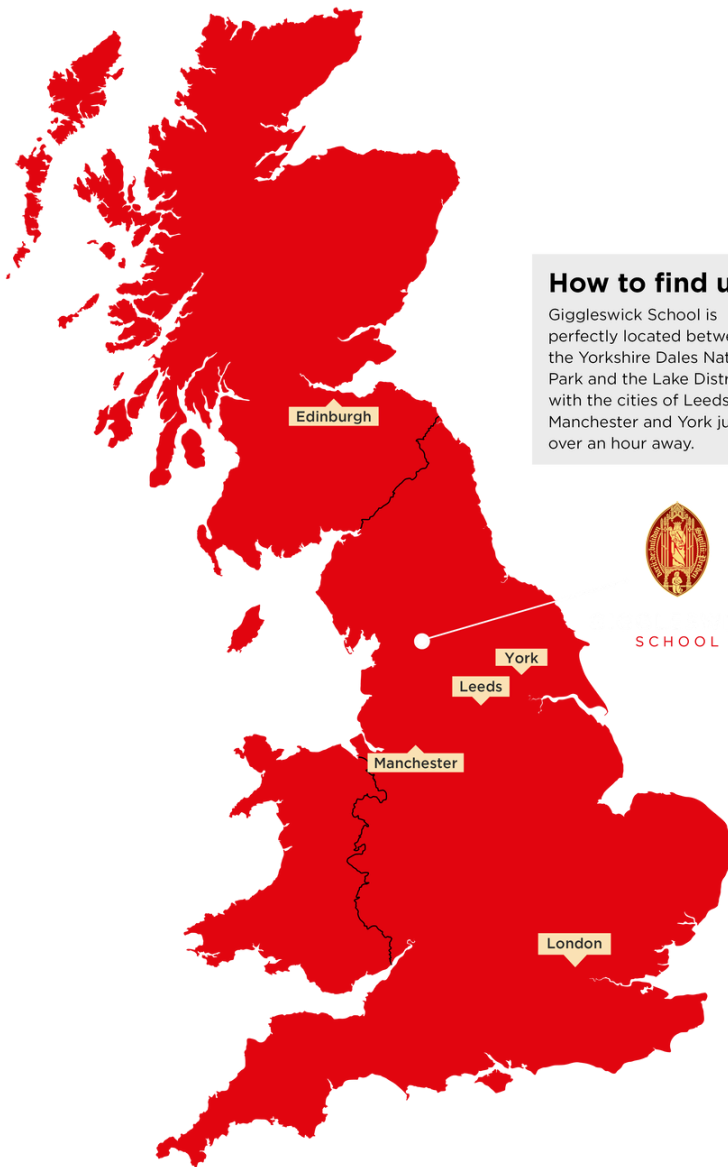 How to find u
Giggleswick School is
perfectly located betwe
the Yorkshire Dales Nat
Park and the Lake Distr
with the cities of Leeds
Manchester and York ju
over an hour away.
Edinburgh
SCHOOL
York
Leeds
Manchester
London